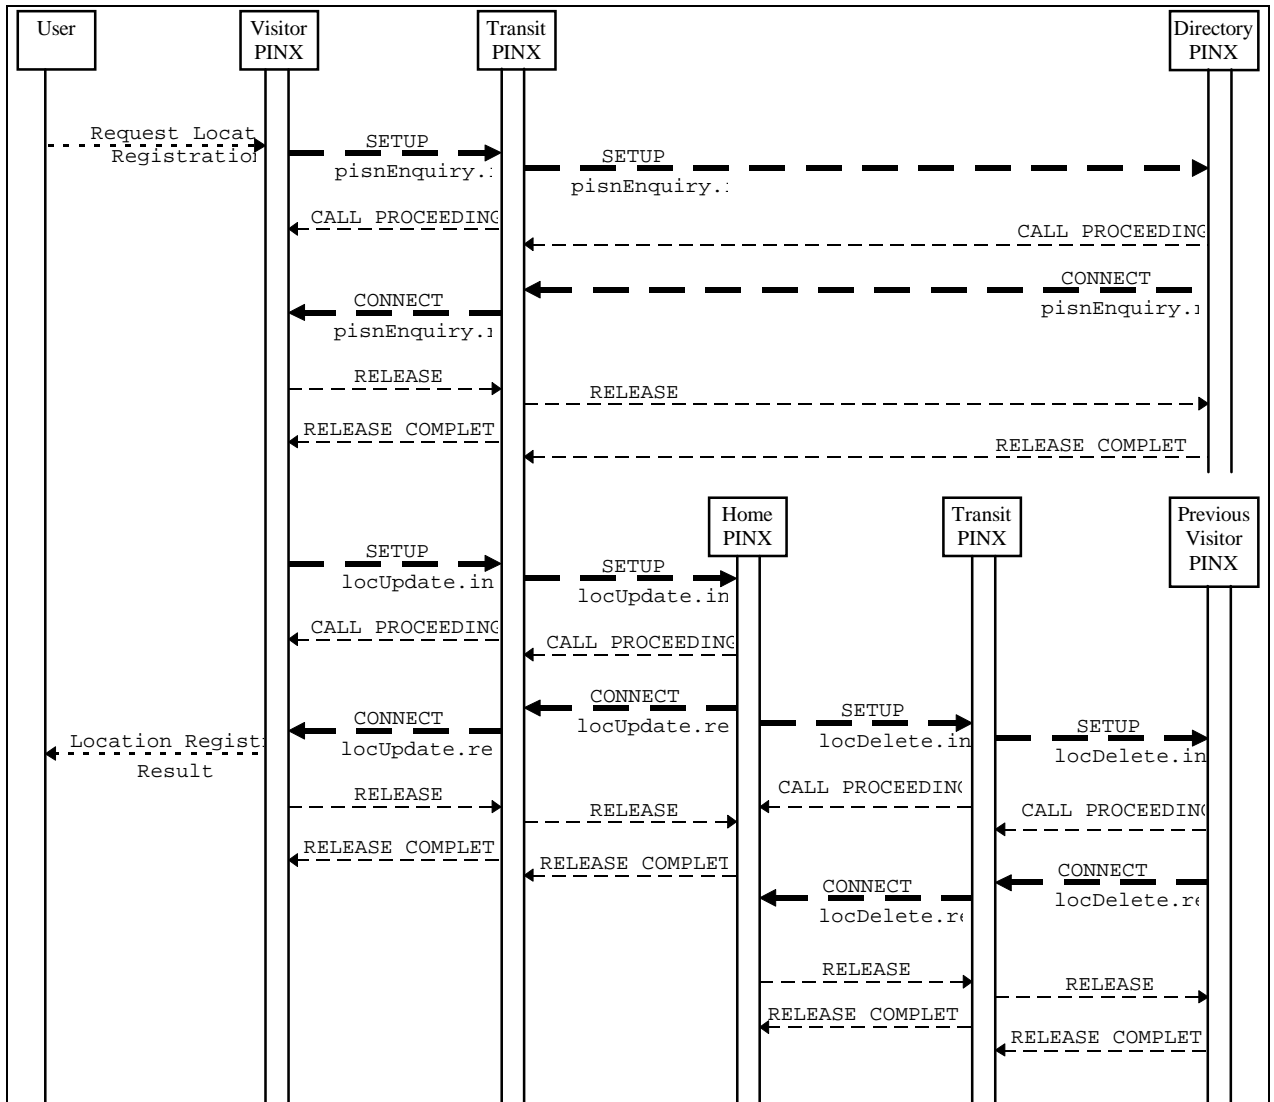 User
Visitor
PINX
Transit
PINX
Directory
PINX
Request Locat
Registration
SETUP
pisnEnquiry.
SETUP
pisnEnquiry.
CALL PROCEEDING
CALL PROCEEDING
CONNECT
pisnEnquiry.
CONNECT
pisnEnquiry.
RELEASE
RELEASE
RELEASE COMPLET
RELEASE COMPLET
Home
PINX
Transit
PINX
Previous
Visitor
PINX
SETUP
locUpdate.in
SETUP
locUpdate.in
CALL PROCEEDING
CALL PROCEEDING
CONNECT
locUpdate.re
CONNECT
locUpdate.re
SETUP
locDelete.in
SETUP
locDelete.in
Location Regist
Result
CALL PROCEEDING
CALL PROCEEDING
RELEASE
RELEASE
RELEASE COMPLET
RELEASE COMPLET
CONNECT
locDelete.re
CONNECT
locDelete.re
RELEASE
RELEASE
RELEASE COMPLET
RELEASE COMPLET